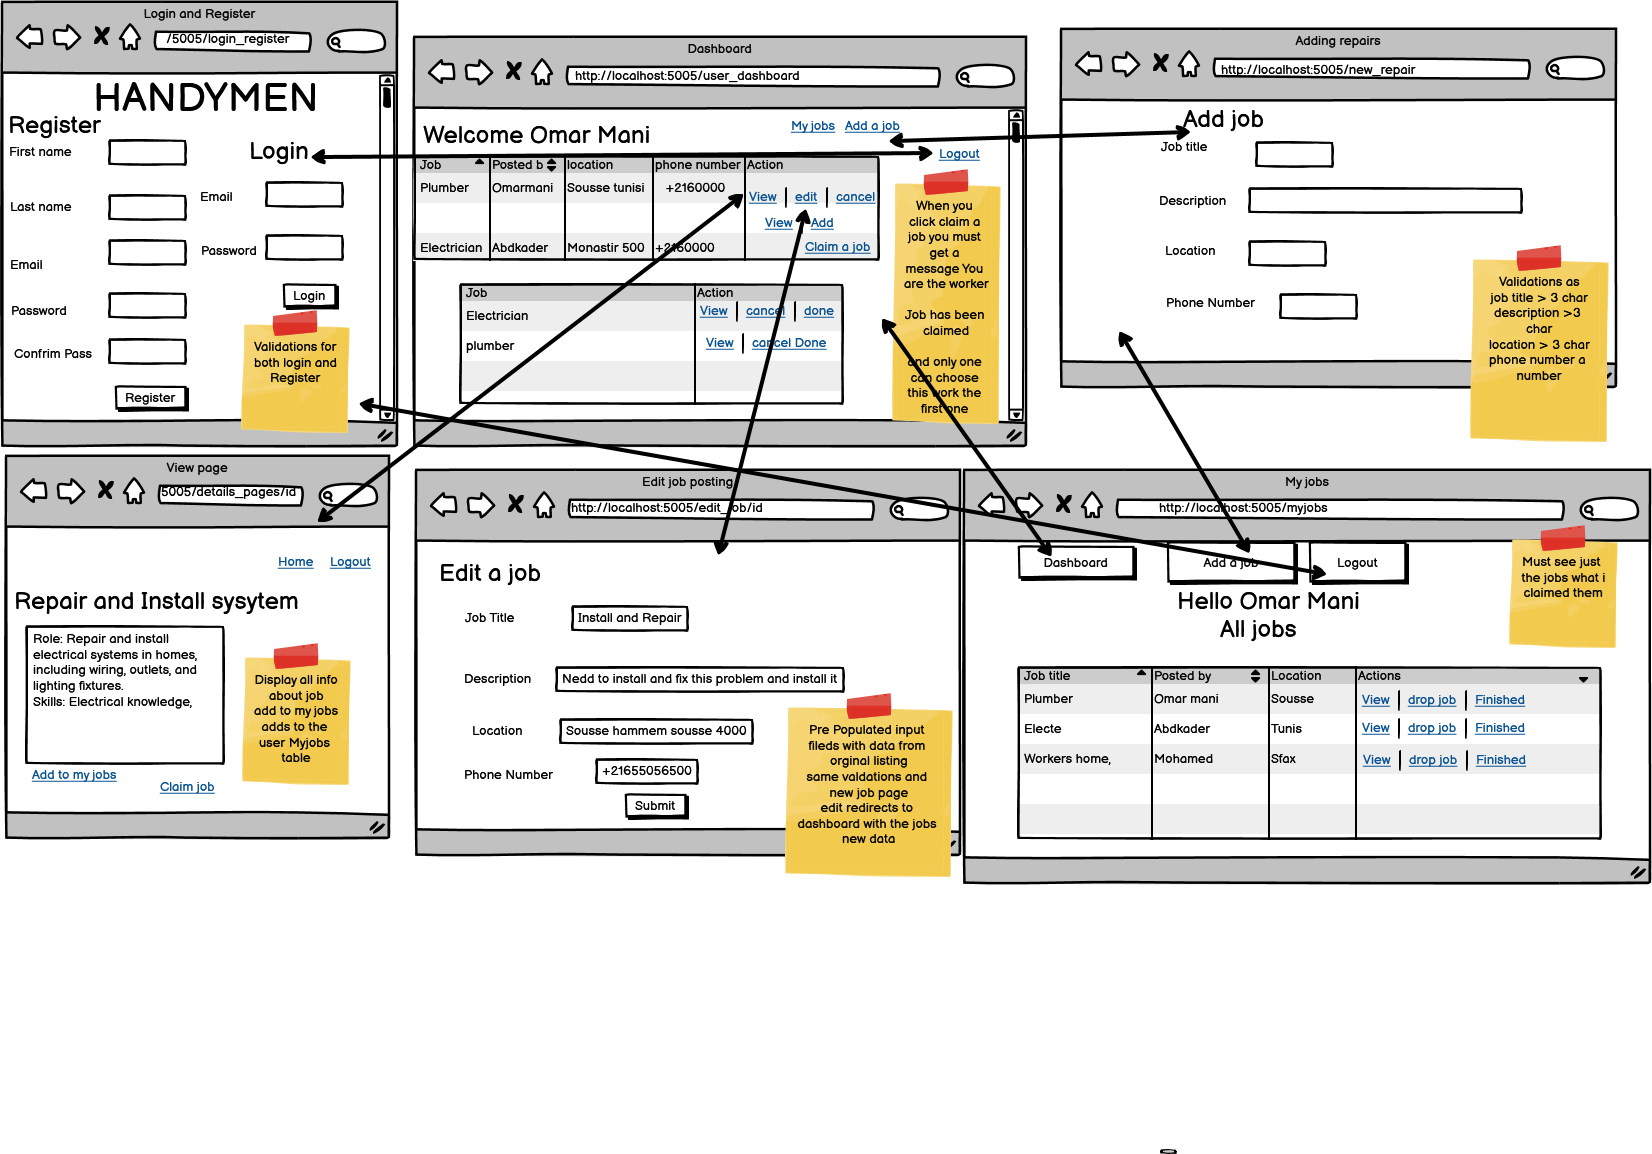 Login and Register
/5005/login_register
HANDYMEN
Register
First name
Last name
Email
Password
Confrim Pass
Register
Login
Email
Password
Login
Validations for
both login and
Register
Dashboard
http://localhost:5005/user_dashboard
Welcome Omar Mani
My jobs Add a job
Logout
Job Posted b location phone number Action
Plumber Omarmani Sousse tunisi +2160000 View edit cancel
View Add
Electrician Abdkader Monastir 500 +2160000 Claim a job
Job Action
Electrician View cancel done
plumber View cancel Done
When you
click claim a
job you must
get a
message You
are the worker
Job has been
claimed
and only one
can choose
this work the
first one
Adding repairs
http://localhost:5005/new_repair
Add job
Job title
Description
Location
Phone Number
Validations as
job title > 3 char
description >3
char
location > 3 char
phone number a
number
View page
5005/details_pages/id
Home Logout
Repair and Install sysytem
Role: Repair and install
electrical systems in homes,
including wiring, outlets, and
lighting fixtures.
Skills: Electrical knowledge,
Add to my jobs
Claim job
Display all info
about job
add to my jobs
adds to the
user Myjobs
table
Edit job posting
http://localhost:5005/edit_job/id
Edit a job
Job Title Install and Repair
Description Nedd to install and fix this problem and install it
Location Sousse hammem sousse 4000
Phone Number +21655056500
Submit
Pre Populated input
fileds with data from
orginal listing
same valdations and
new job page
edit redirects to
dashboard with the jobs
new data
My jobs
http://localhost:5005/myjobs
Dashboard Add a job Logout
Hello Omar Mani
All jobs
Must see just
the jobs what i
claimed them
Job title Posted by Location Actions
Plumber Omar mani Sousse View drop job Finished
Electe Abdkader Tunis View drop job Finished
Workers home, Mohamed Sfax View drop job Finished